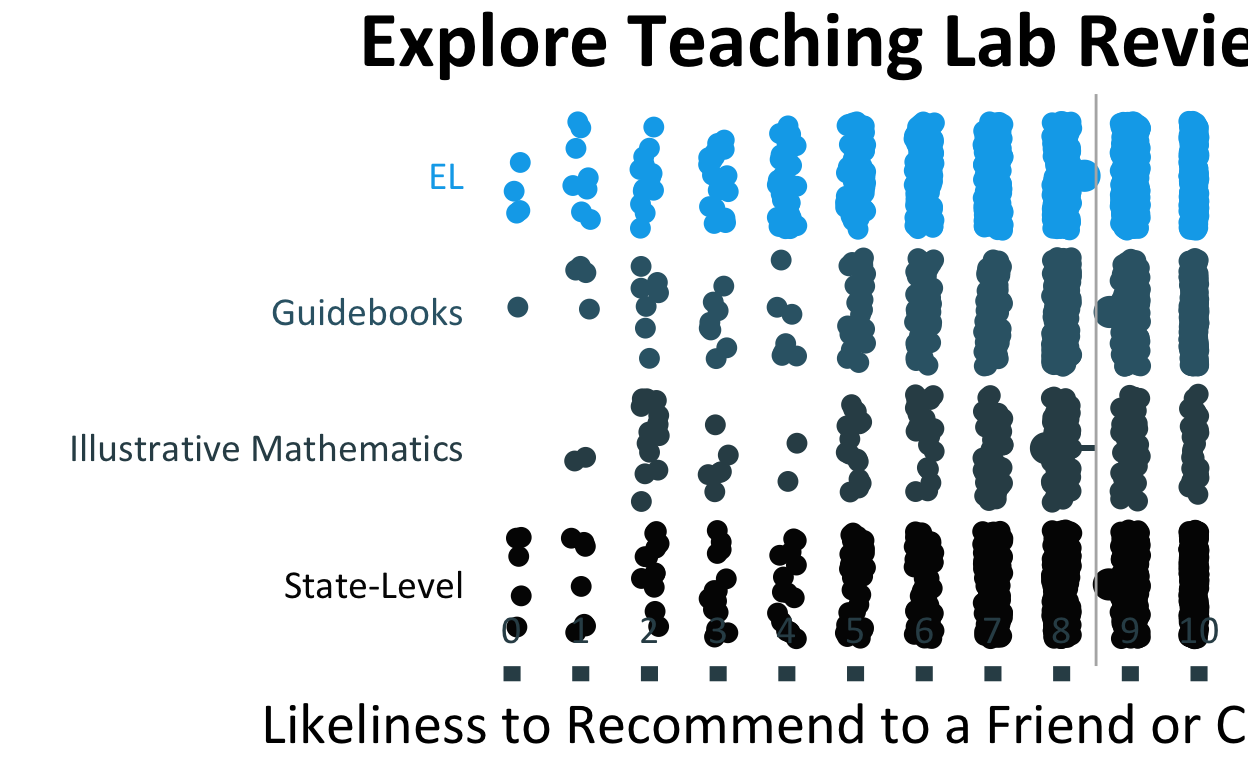 Explore Teaching Lab Revie
EL
Guidebooks
Illustrative Mathematics
State-Level
0 1 2 3 4 5 6 7 8 9 10
Likeliness to Recommend to a Friend or C